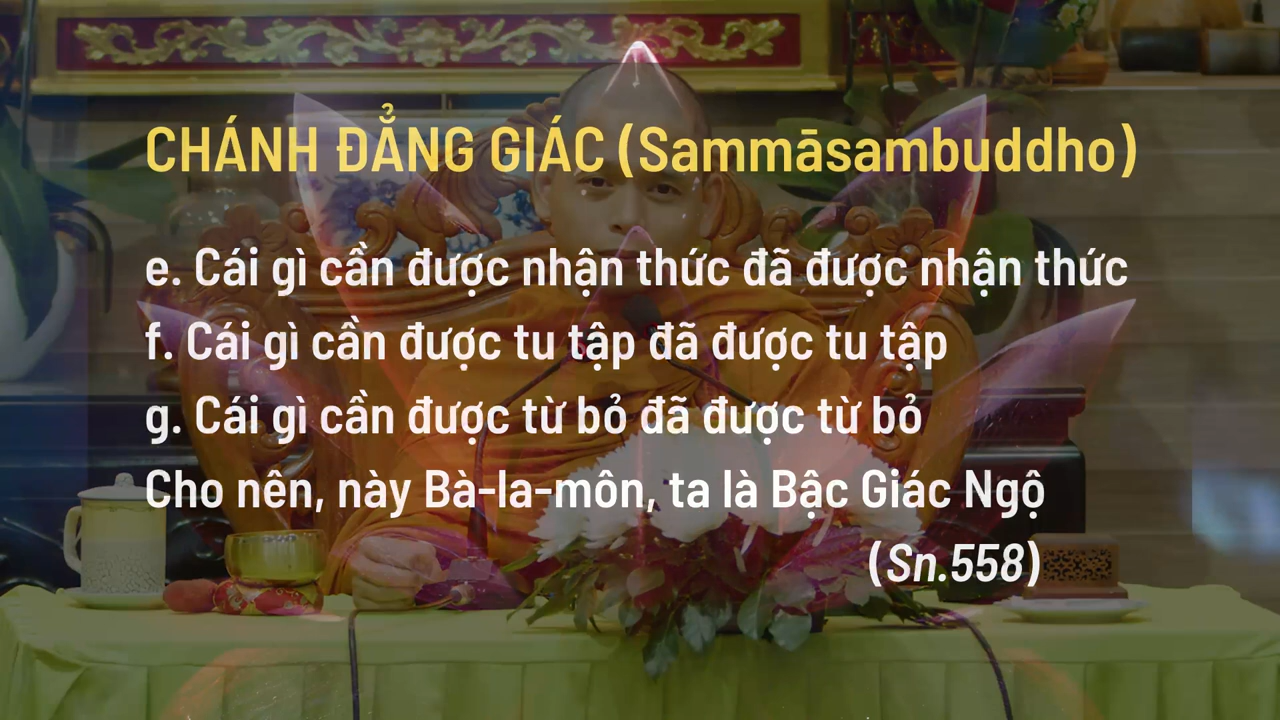 CHÁNH ĐẲNG GIÁC (Sammāsambuddho)
e. Cái gì cần được nhận thức đã được nhận thức
f. Cái gì cần được tu tập đã được tu tập
g. Cái gì cần được từ bỏ đã được từ bỏ
Cho nên, này Bà-la-môn, ta là Bậc Giác Ngộ
(Sn.558)